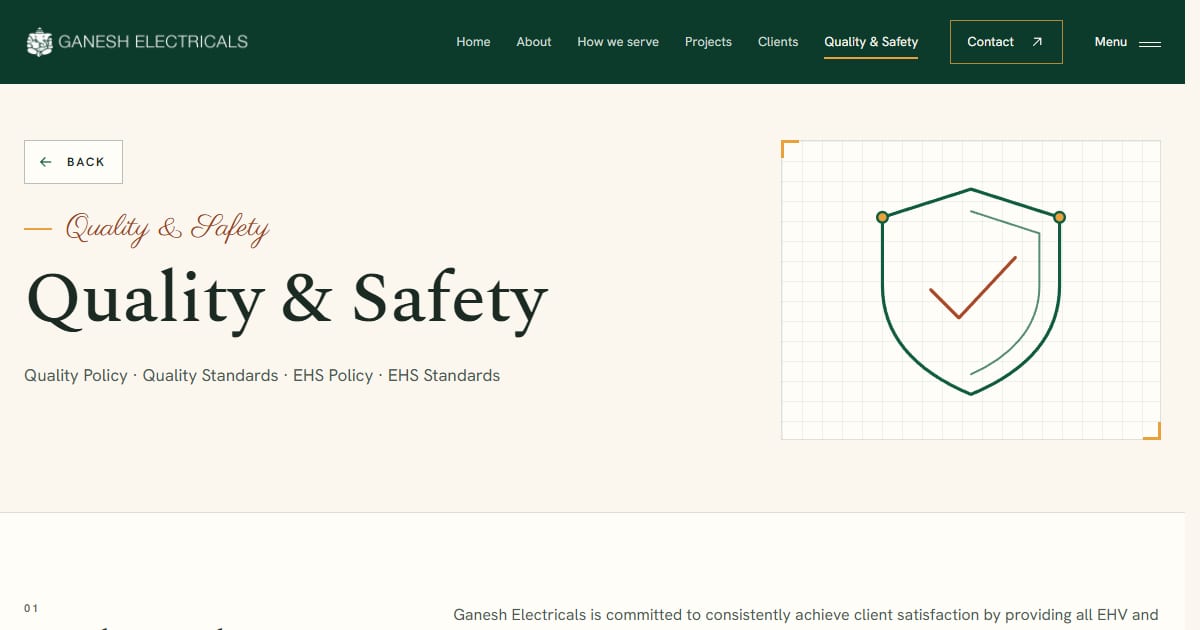 GANESH ELECTRICALS
Home About How we serve Projects Clients Quality & Safety Contact Menu
BACK
Quality & Safety
Quality & Safety
Quality Policy · Quality Standards · EHS Policy · EHS Standards
01
Ganesh Electricals is committed to consistently achieve client satisfaction by providing all EHV and